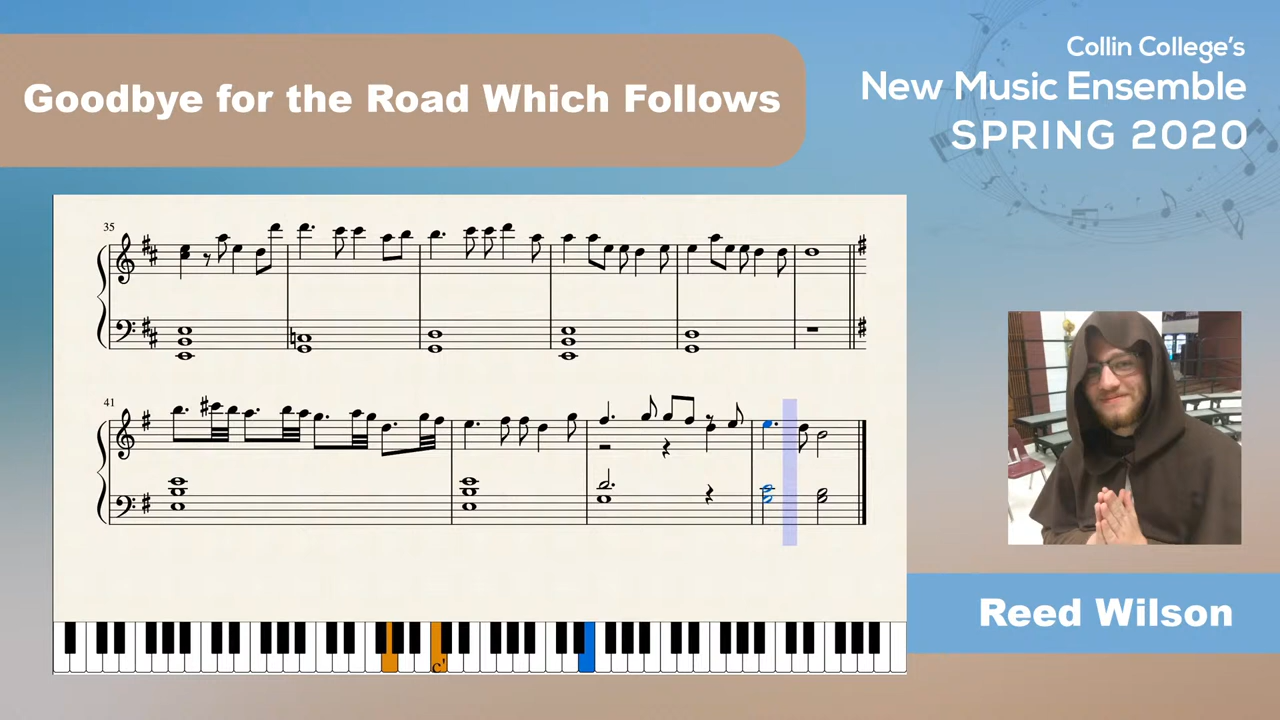 Goodbye for the Road Which Follows
Collin College's
New Music Ensemble
SPRING 2020
35
41
c'
Reed Wilson